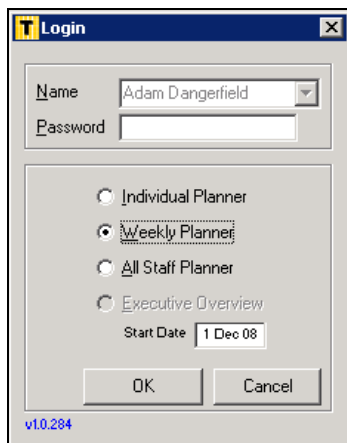 T Login
Name Adam Dangerfield
Password
Individual Planner
Weekly Planner
All Staff Planner
Executive Overview
Start Date 1 Dec 08
OK Cancel
v1.0.284